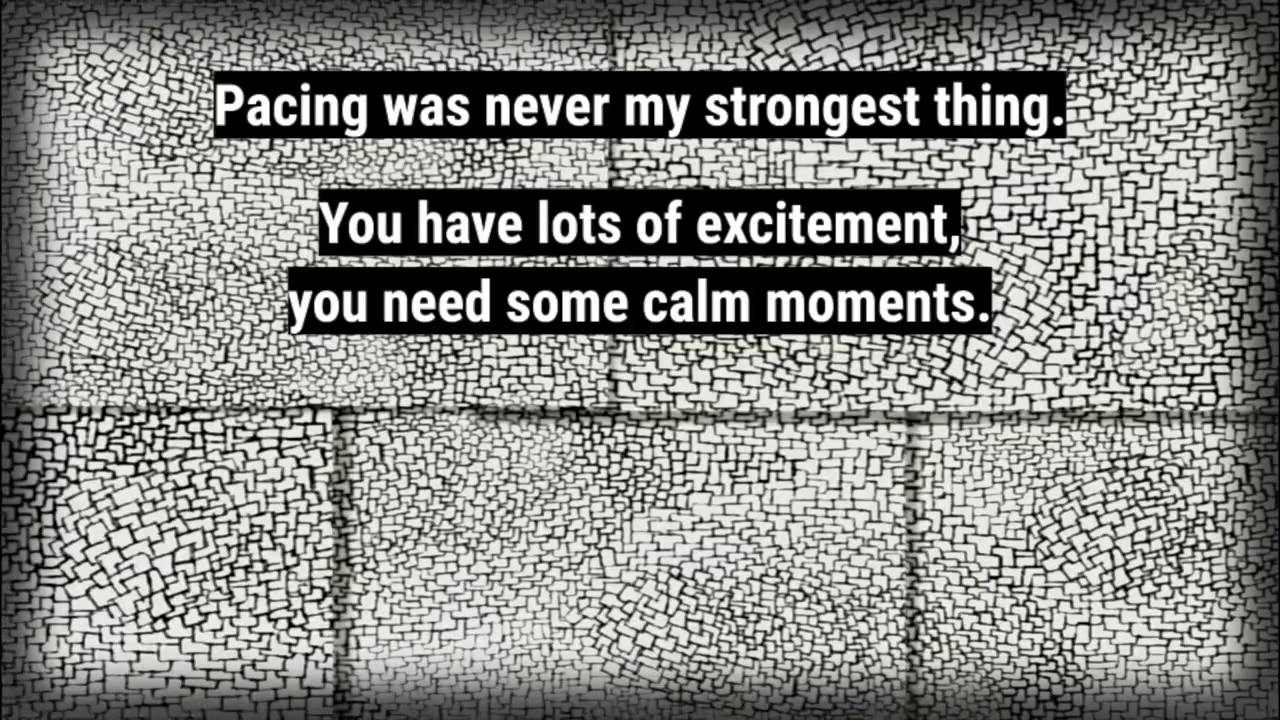 Pacing was never my strongest thing.
You have lots of excitement,
you need some calm moments.